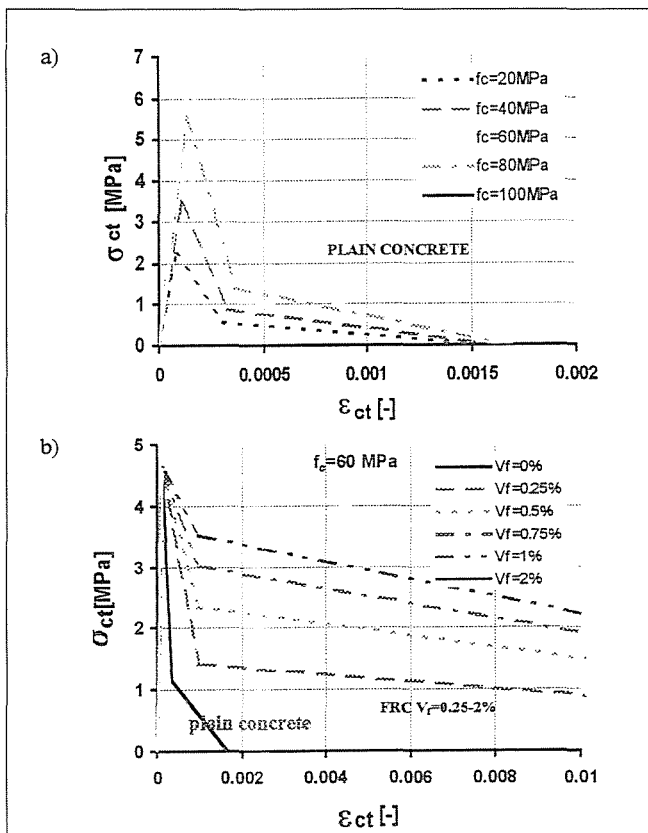 a)
7
6
5
4
3
2
1
0
σct [MPa]
fc=20MPa
fc=40MPa
fc=60MPa
fc=80MPa
fc=100MPa
PLAIN CONCRETE
0 0.0005 0.001 0.0015 0.002
εct [-]
b)
5
4
3
2
1
0
σct[MPa]
fc=60 MPa
Vf=0%
Vf=0.25%
Vf=0.5%
Vf=0.75%
Vf=1%
Vf=2%
FRC Vf=0.25-2%
plain concrete
0 0.002 0.004 0.006 0.008 0.01
εct [-]